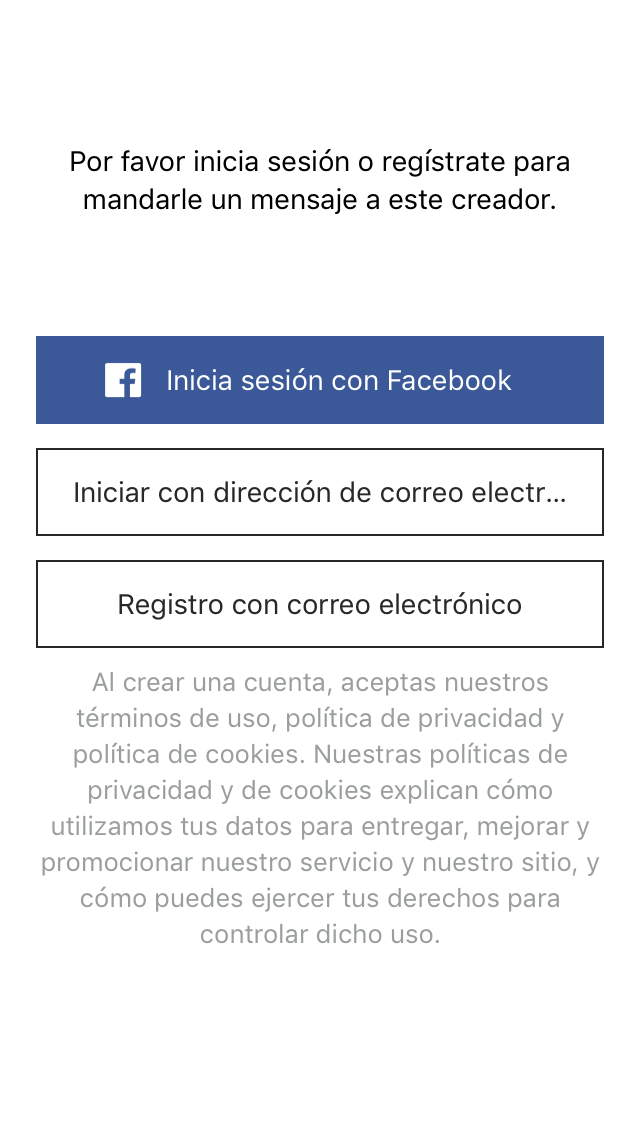 Por favor inicia sesión o regístrate para
mandarle un mensaje a este creador.
Inicia sesión con Facebook
Iniciar con dirección de correo electr...
Registro con correo electrónico
Al crear una cuenta, aceptas nuestros
términos de uso, política de privacidad y
política de cookies. Nuestras políticas de
privacidad y de cookies explican cómo
utilizamos tus datos para entregar, mejorar y
promocionar nuestro servicio y nuestro sitio, y
cómo puedes ejercer tus derechos para
controlar dicho uso.